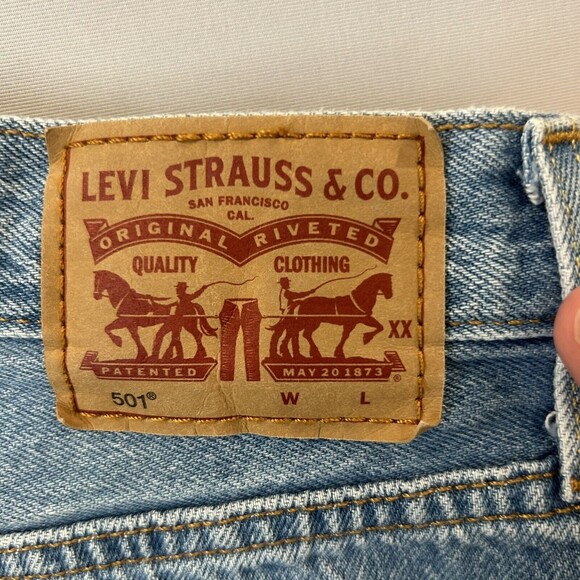 LEVI STRAUSS & CO.
SAN FRANCISCO
CAL.
ORIGINAL RIVETED
QUALITY CLOTHING
XX
PATENTED MAY 20 1873 ®
501® W L